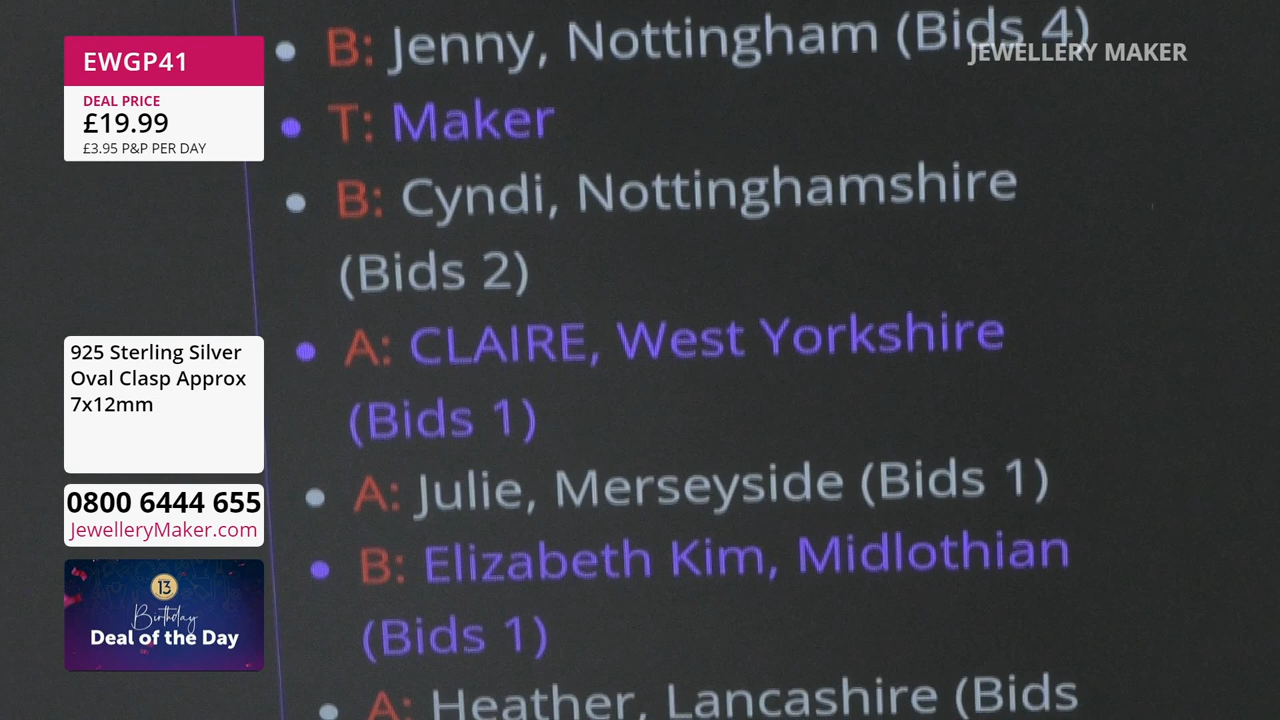 EWGP41
DEAL PRICE
£19.99
£3.95 P&P PER DAY
925 Sterling Silver
Oval Clasp Approx
7x12mm
0800 6444 655
JewelleryMaker.com
13
Birthday
Deal of the Day
JEWELLERY MAKER
• B: Jenny, Nottingham (Bids 4)
• T: Maker
• B: Cyndi, Nottinghamshire
(Bids 2)
• A: CLAIRE, West Yorkshire
(Bids 1)
• A: Julie, Merseyside (Bids 1)
• B: Elizabeth Kim, Midlothian
(Bids 1)
• A: Heather, Lancashire (Bids